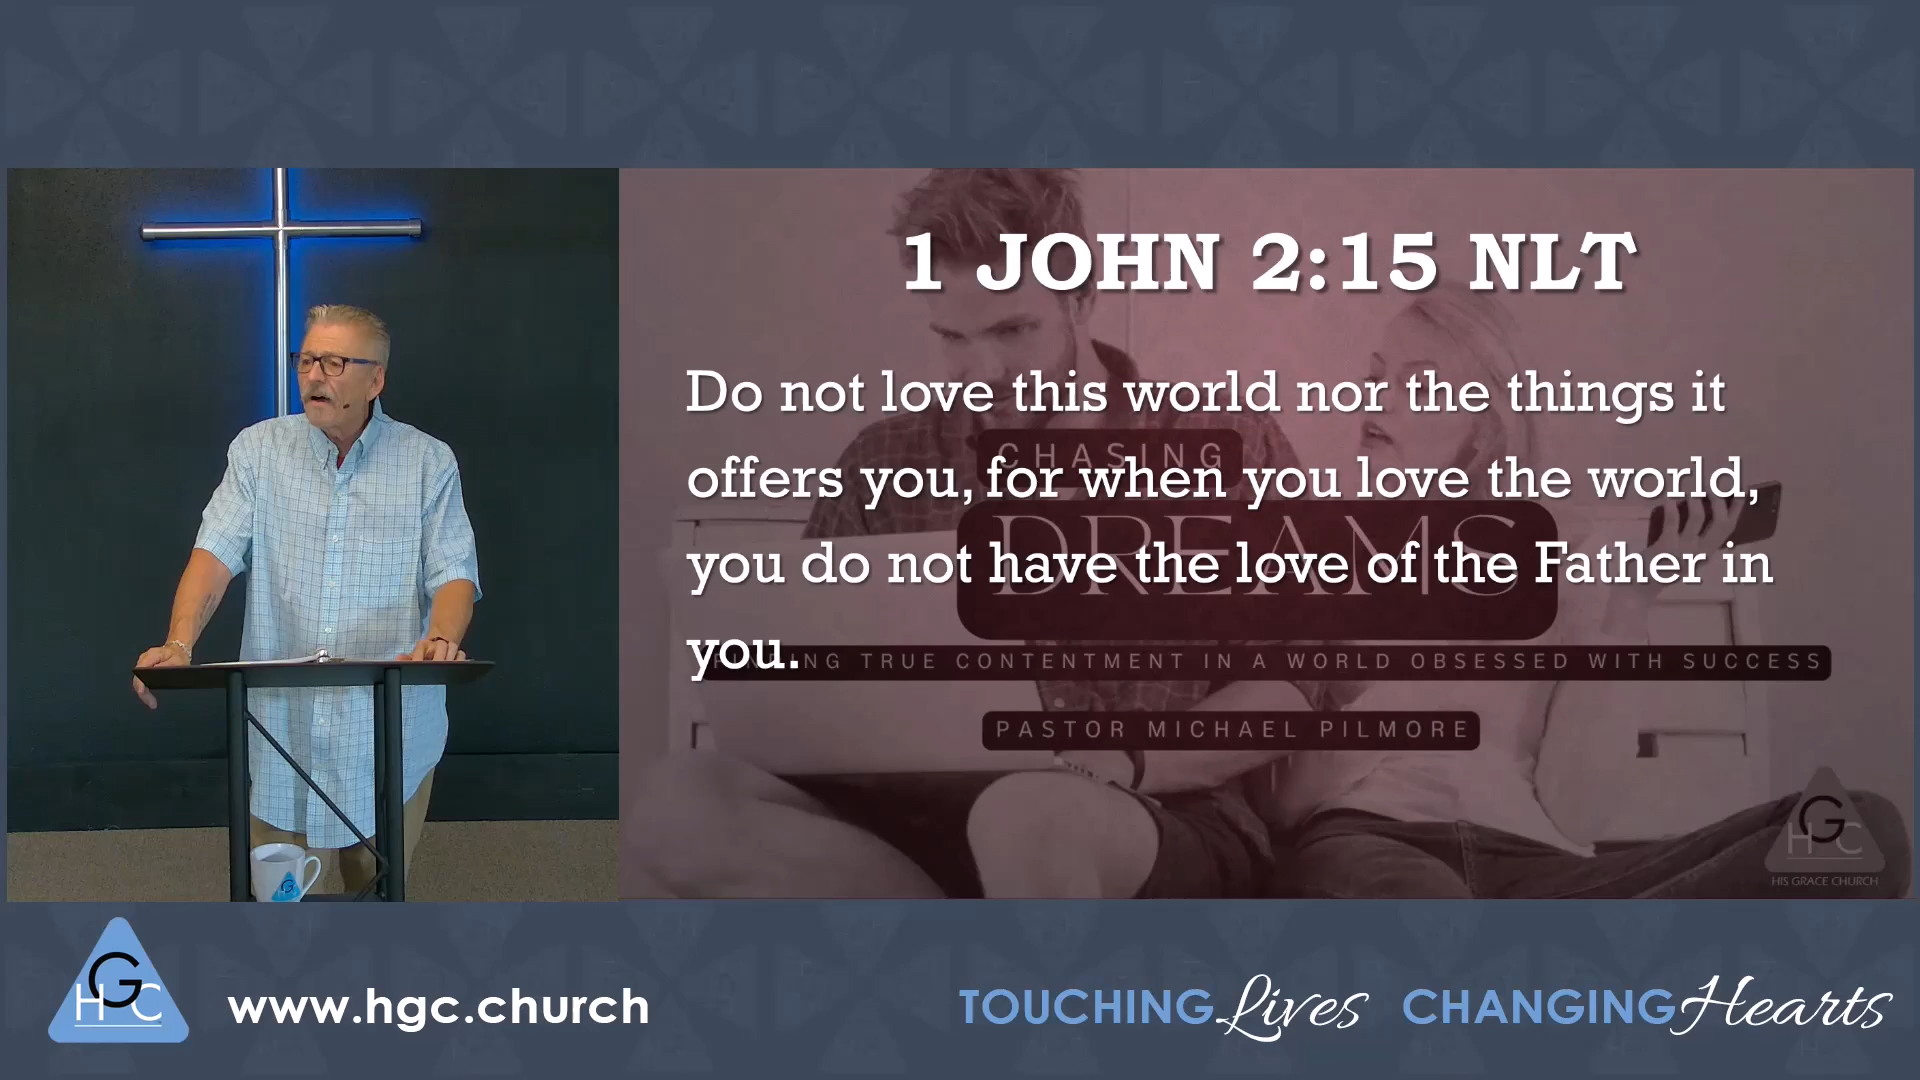 1 JOHN 2:15 NLT
Do not love this world nor the things it
offers you, for when you love the world,
you do not have the love of the Father in
you.
CHASING
DREAMS
TRUE CONTENTMENT IN A WORLD OBSESSED WITH SUCCESS
PASTOR MICHAEL PILMORE
HGC
HIS GRACE CHURCH
HGC
www.hgc.church
TOUCHING Lives CHANGING Hearts